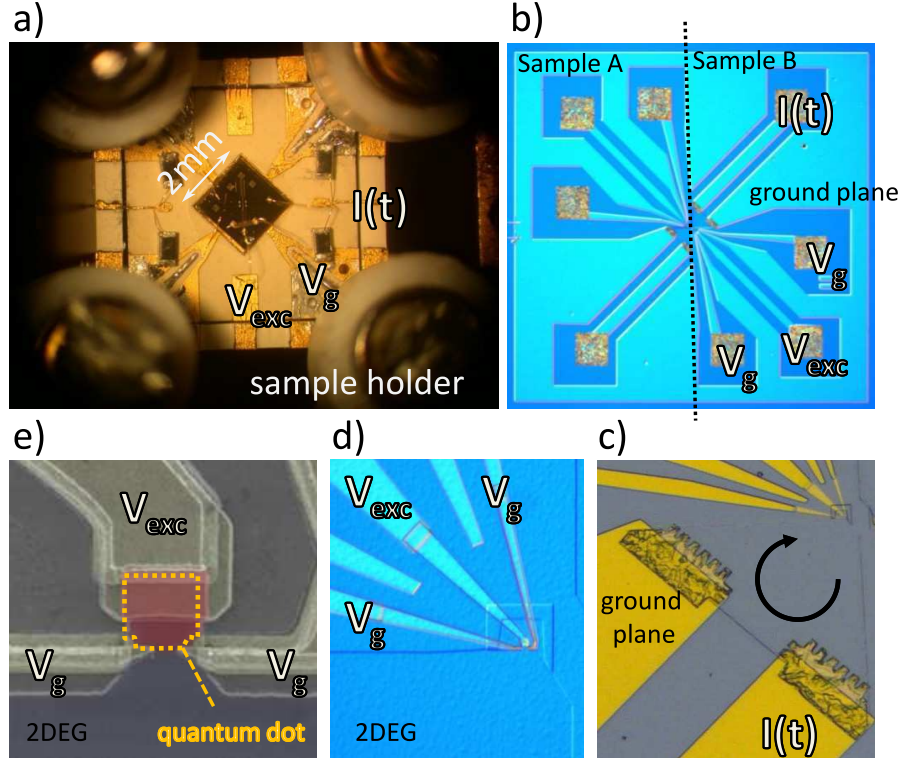 a)
2mm
I(t)
V_g
V_exc
sample holder
b)
Sample A
Sample B
I(t)
ground plane
V_g
V_g
V_exc
e)
V_exc
V_g
V_g
2DEG
quantum dot
d)
V_exc
V_g
V_g
2DEG
c)
ground
plane
I(t)